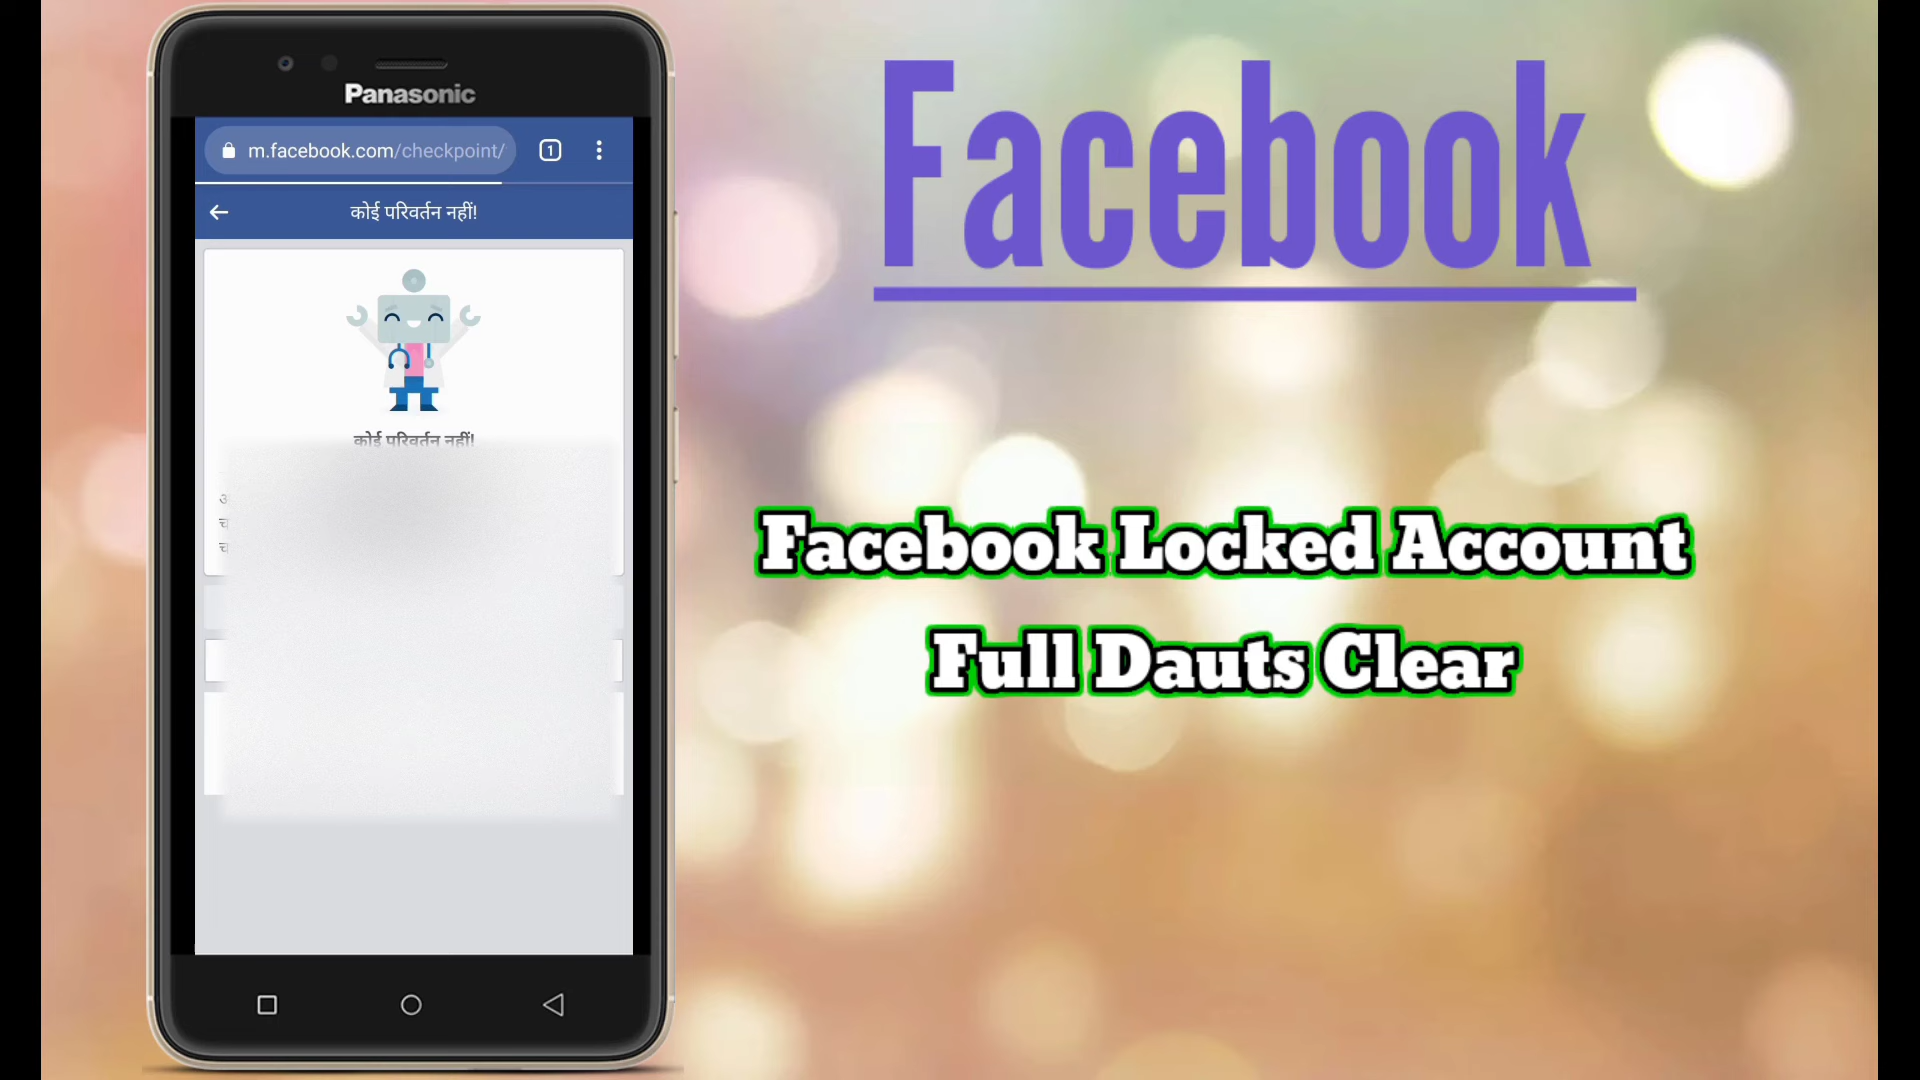 Panasonic
m.facebook.com/checkpoint/
1
कोई परिवर्तन नहीं!
कोई परिवर्तन नहीं!
Facebook
Facebook Locked Account
Full Dauts Clear